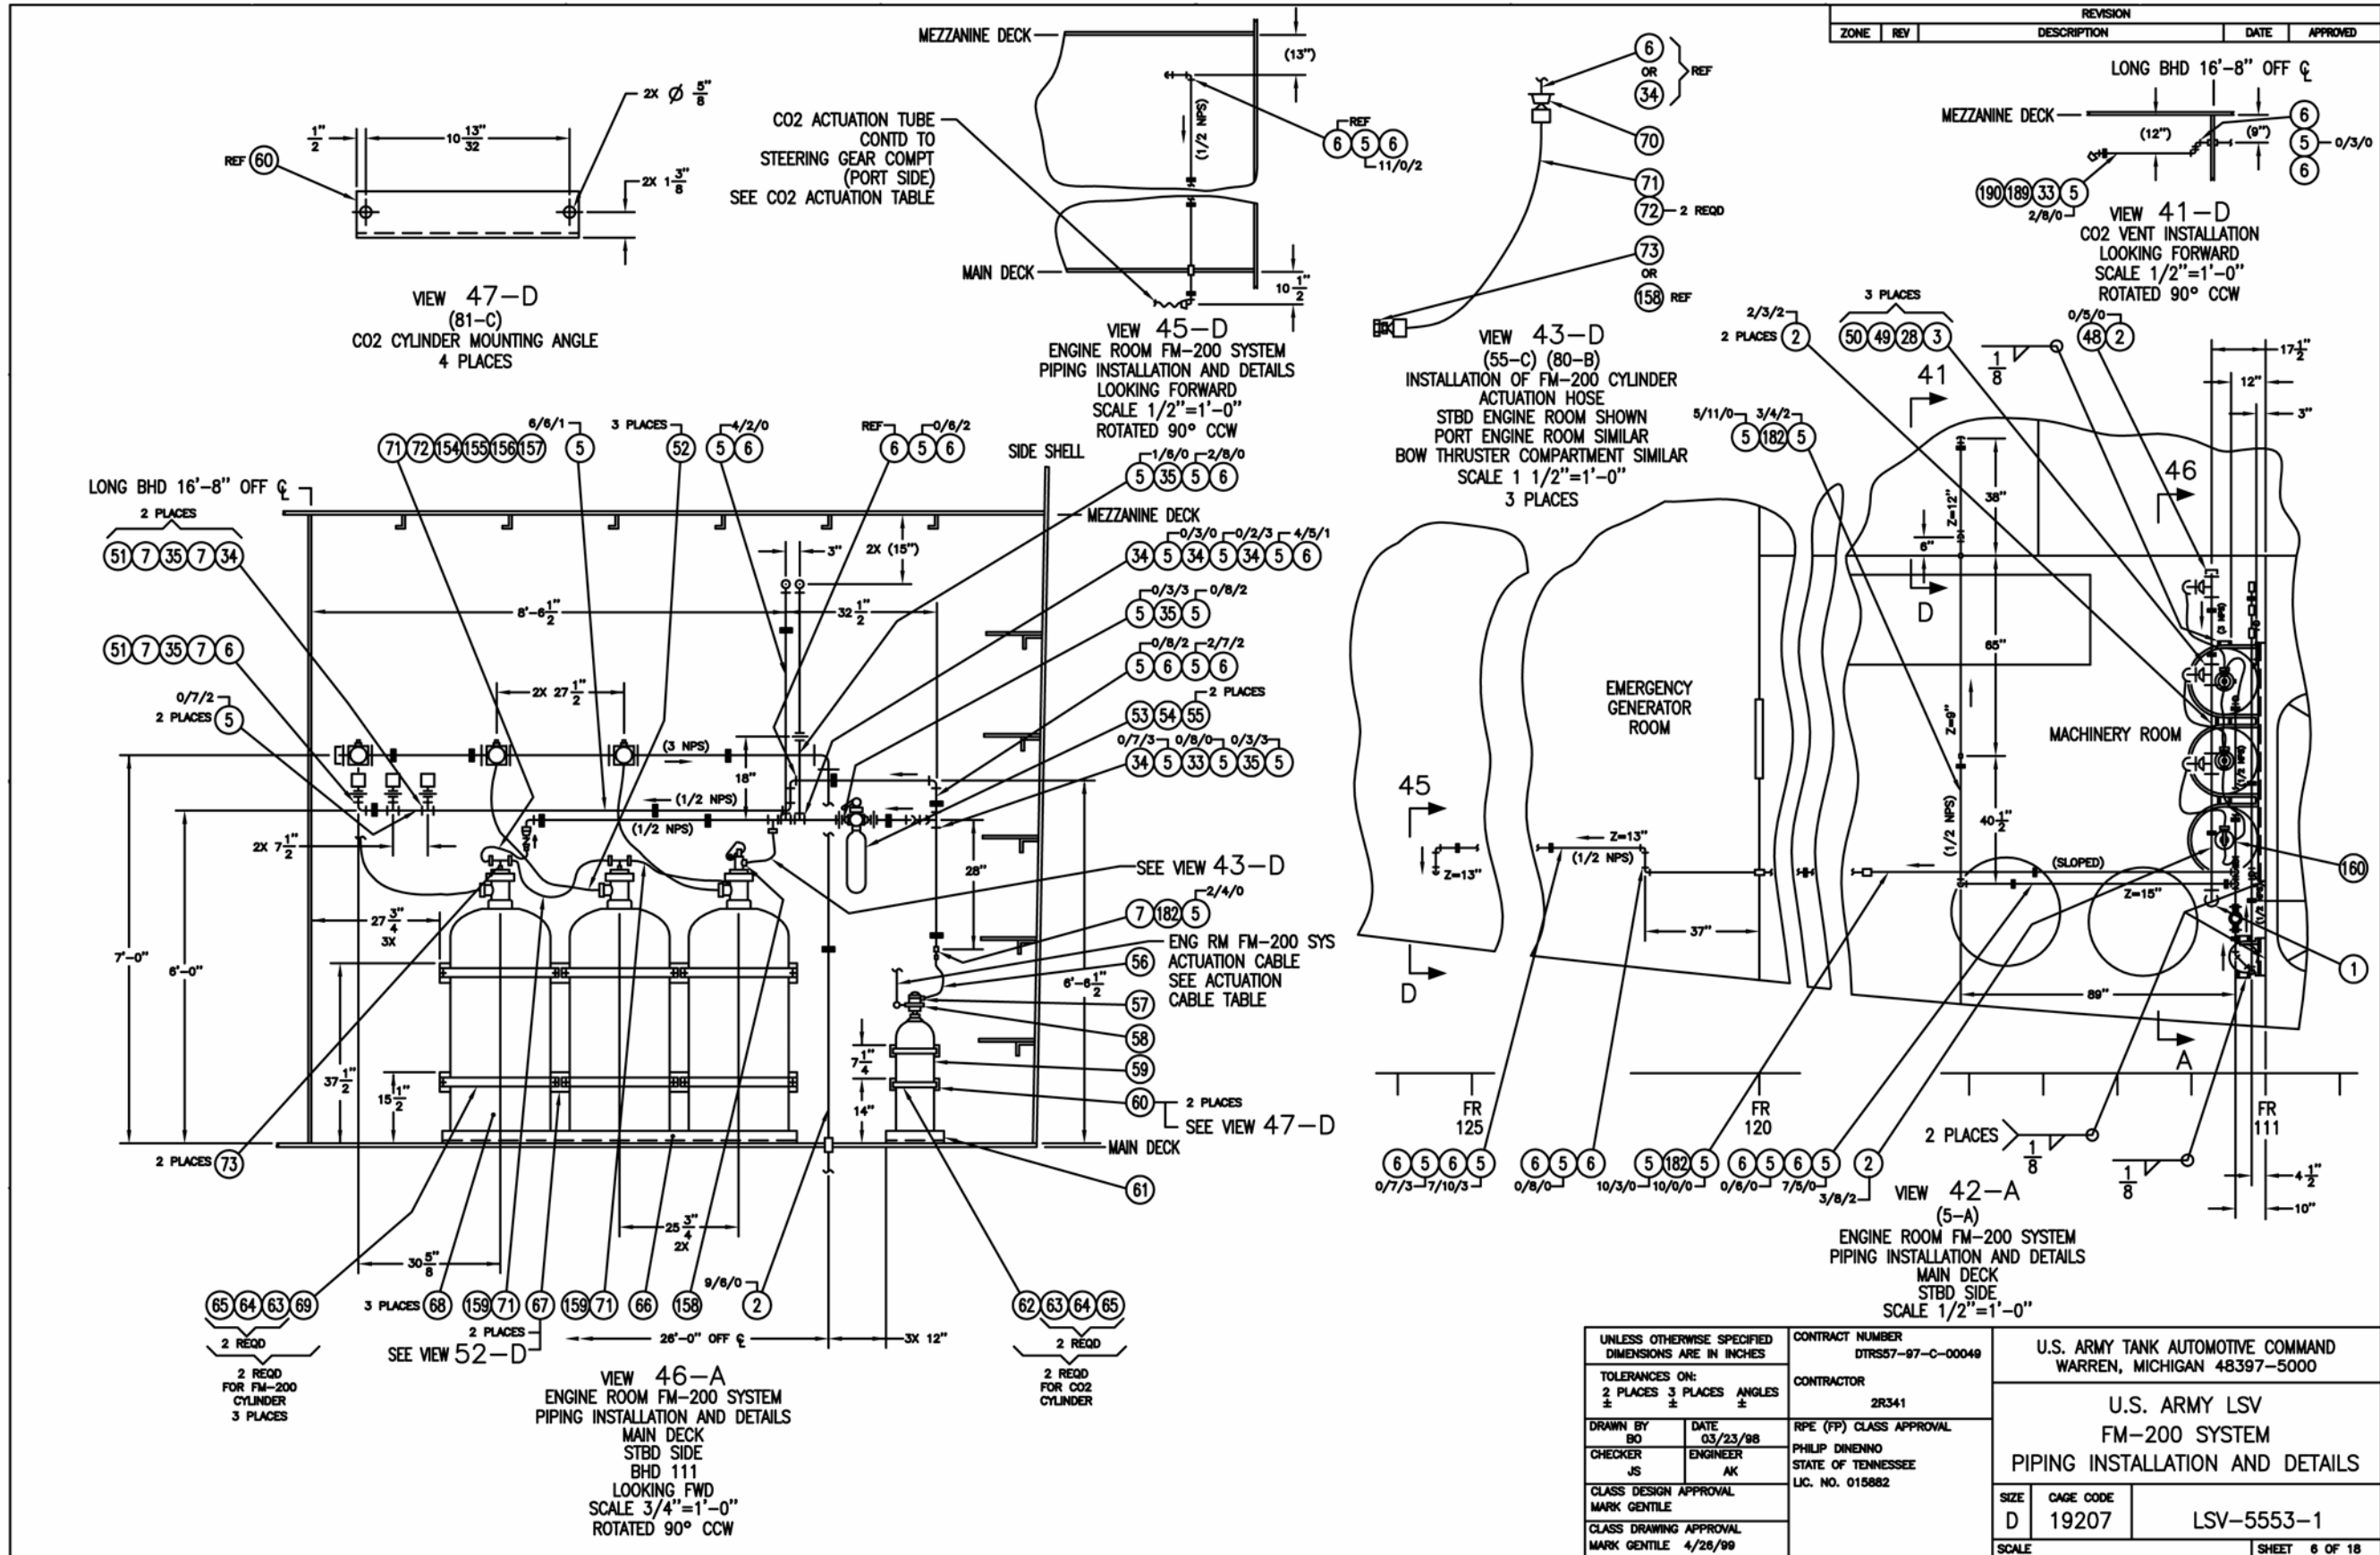 REVISION
ZONE REV DESCRIPTION DATE APPROVED
1/2"
10 13/32"
2X Ø 5/8"
2X 1 3/8"
REF 60
VIEW 47-D
(81-C)
CO2 CYLINDER MOUNTING ANGLE
4 PLACES
MEZZANINE DECK
(13")
CO2 ACTUATION TUBE
CONTD TO
STEERING GEAR COMPT
(PORT SIDE)
SEE CO2 ACTUATION TABLE
(1/2 NPS)
REF
6 5 6
11/0/2
MAIN DECK
10 1/2"
VIEW 45-D
ENGINE ROOM FM-200 SYSTEM
PIPING INSTALLATION AND DETAILS
LOOKING FORWARD
SCALE 1/2"=1'-0"
ROTATED 90° CCW
6
OR
34
REF
70
71
72 2 REQD
73
OR
158 REF
VIEW 43-D
(55-C) (80-B)
INSTALLATION OF FM-200 CYLINDER
ACTUATION HOSE
STBD ENGINE ROOM SHOWN
PORT ENGINE ROOM SIMILAR
BOW THRUSTER COMPARTMENT SIMILAR
SCALE 1 1/2"=1'-0"
3 PLACES
LONG BHD 16'-8" OFF ℄
MEZZANINE DECK
(12")
(9")
6
5 0/3/0
6
190 189 33 5
2/8/0
VIEW 41-D
CO2 VENT INSTALLATION
LOOKING FORWARD
SCALE 1/2"=1'-0"
ROTATED 90° CCW
6/6/1
3 PLACES
4/2/0
REF
0/6/2
71 72 154 155 156 157
5
52
5 6
6 5 6
SIDE SHELL
LONG BHD 16'-8" OFF ℄
2 PLACES
51 7 35 7 34
51 7 35 7 6
0/7/2
2 PLACES 5
1/6/0 2/8/0
5 35 5 6
MEZZANINE DECK
0/3/0 0/2/3 4/5/1
34 5 34 5 34 5 6
0/3/3 0/8/2
5 35 5
0/8/2 2/7/2
5 6 5 6
2 PLACES
53 54 55
0/7/3 0/8/0 0/3/3
34 5 33 5 35 5
3"
2X (15")
8'-6 1/2"
32 1/2"
2X 27 1/2"
(3 NPS)
18"
(1/2 NPS)
(1/2 NPS)
2X 7 1/2"
28"
SEE VIEW 43-D
2/4/0
7 182 5
ENG RM FM-200 SYS
ACTUATION CABLE
SEE ACTUATION
CABLE TABLE
56
57
58
59
60 2 PLACES
SEE VIEW 47-D
MAIN DECK
61
27 3/4"
3X
7'-0"
6'-0"
37 1/2"
15 1/2"
6'-6 1/2"
7 1/4"
14"
2 PLACES 73
25 3/4"
2X
30 5/8"
9/6/0
65 64 63 69
2 REQD
2 REQD
FOR FM-200
CYLINDER
3 PLACES
3 PLACES 68
159 71
67
2 PLACES
SEE VIEW 52-D
159 71
66
158
2
62 63 64 65
2 REQD
2 REQD
FOR CO2
CYLINDER
26'-0" OFF ℄
3X 12"
VIEW 46-A
ENGINE ROOM FM-200 SYSTEM
PIPING INSTALLATION AND DETAILS
MAIN DECK
STBD SIDE
BHD 111
LOOKING FWD
SCALE 3/4"=1'-0"
ROTATED 90° CCW
2/3/2
2 PLACES 2
3 PLACES
50 49 28 3
0/5/0
48 2
1/8
17 1/2"
12"
3"
41
46
5/11/0 3/4/2
5 182 5
Z=12"
38"
6"
D
65"
(3 NPS)
Z=9"
EMERGENCY
GENERATOR
ROOM
MACHINERY ROOM
(1/2 NPS)
(1/2 NPS)
40 1/2"
45
Z=13"
Z=13"
(1/2 NPS)
(SLOPED)
Z=15"
(1/2 NPS)
160
37"
D
89"
1
A
FR
125
FR
120
FR
111
2 PLACES
1/8
1/8
4 1/2"
10"
6 5 6 5
0/7/3 7/10/3
6 5 6
0/8/0
5 182 5
10/3/0 10/0/0
6 5 6 5
0/6/0 7/5/0
2
3/8/2
VIEW 42-A
(5-A)
ENGINE ROOM FM-200 SYSTEM
PIPING INSTALLATION AND DETAILS
MAIN DECK
STBD SIDE
SCALE 1/2"=1'-0"
UNLESS OTHERWISE SPECIFIED
DIMENSIONS ARE IN INCHES
TOLERANCES ON:
2 PLACES 3 PLACES ANGLES
± ± ±
DRAWN BY
BO
DATE
03/23/98
CHECKER
JS
ENGINEER
AK
CLASS DESIGN APPROVAL
MARK GENTILE
CLASS DRAWING APPROVAL
MARK GENTILE 4/26/99
CONTRACT NUMBER
DTRS57-97-C-00049
CONTRACTOR
2R341
RPE (FP) CLASS APPROVAL
PHILIP DINENNO
STATE OF TENNESSEE
LIC. NO. 015882
U.S. ARMY TANK AUTOMOTIVE COMMAND
WARREN, MICHIGAN 48397-5000
U.S. ARMY LSV
FM-200 SYSTEM
PIPING INSTALLATION AND DETAILS
SIZE
D
CAGE CODE
19207
LSV-5553-1
SCALE
SHEET 6 OF 18